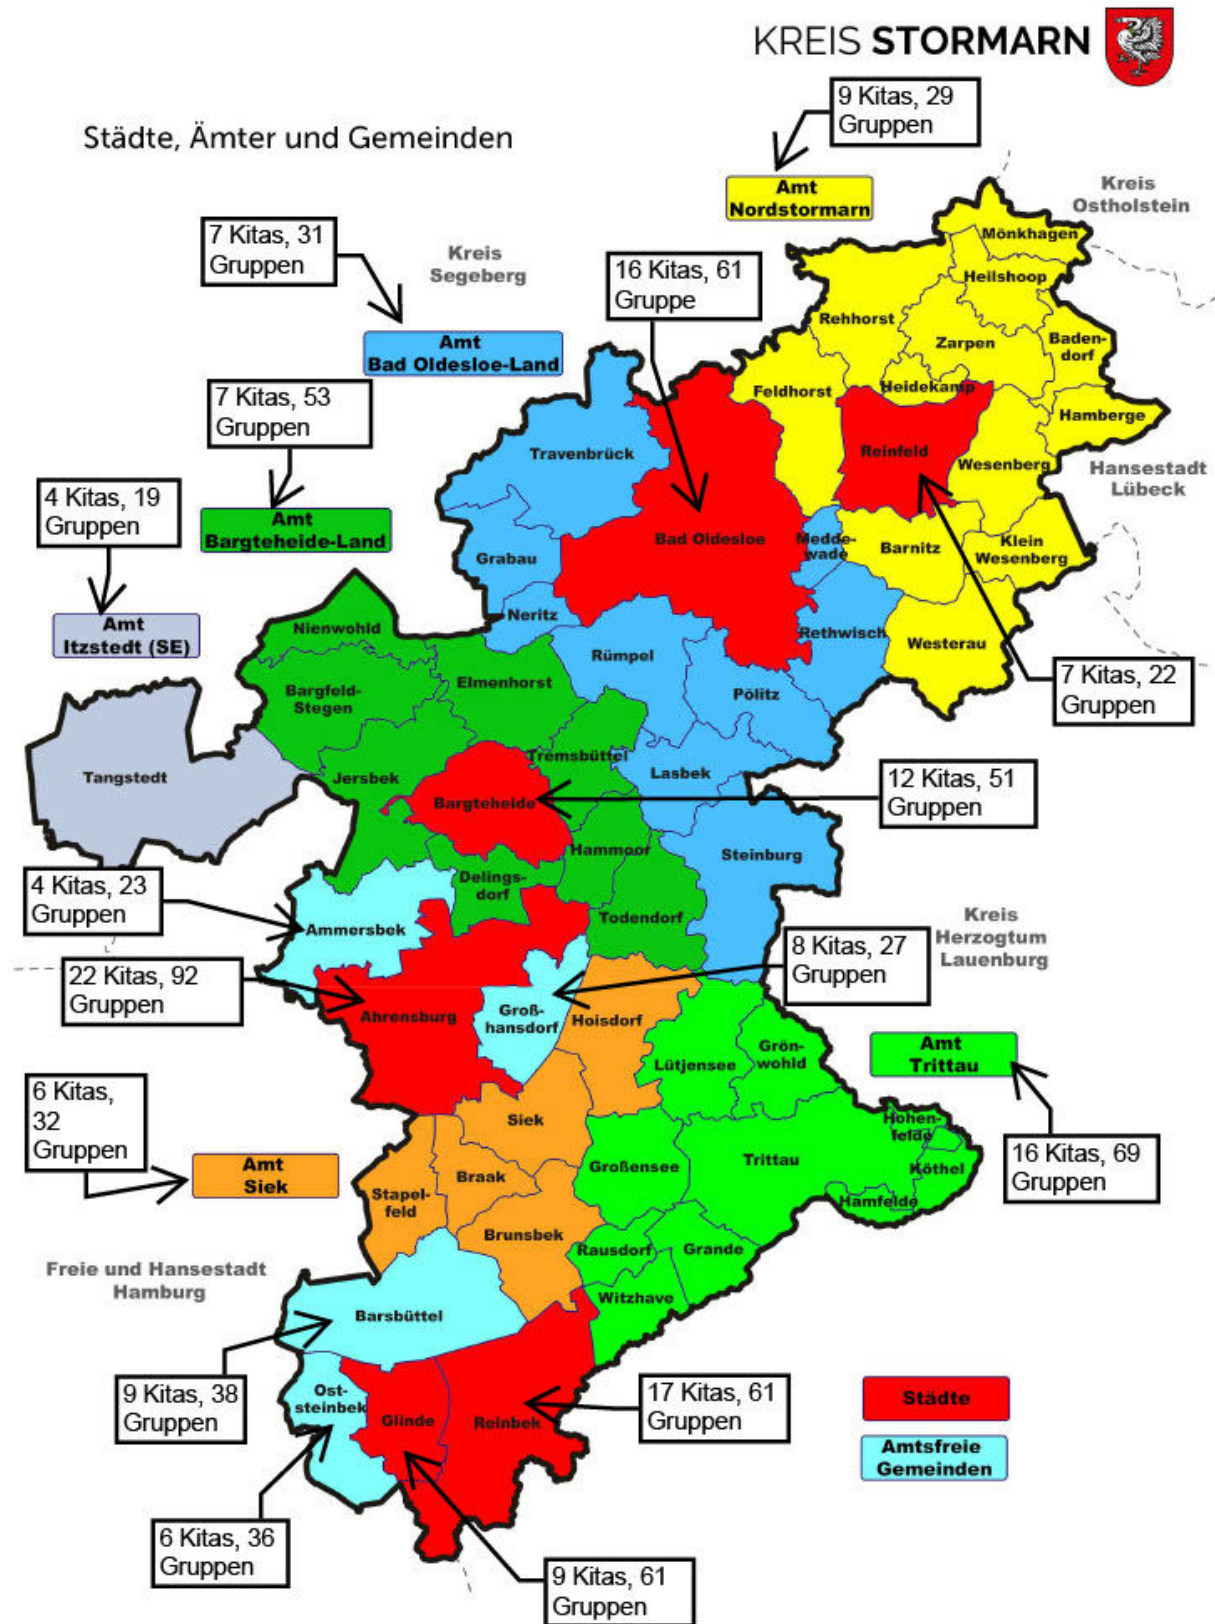 KREIS STORMARN
Städte, Ämter und Gemeinden
9 Kitas, 29
Gruppen
Amt
Nordstormarn
Kreis
Ostholstein
7 Kitas, 31
Gruppen
Kreis
Segeberg
16 Kitas, 61
Gruppe
Mönkhagen
Heilshoop
Rehhorst
Zarpen
Baden-
dorf
Amt
Bad Oldesloe-Land
Feldhorst
Heidekamp
Hamberge
7 Kitas, 53
Gruppen
Travenbrück
Reinfeld
Wesenberg
Hansestadt
Lübeck
4 Kitas, 19
Gruppen
Amt
Bargteheide-Land
Grabau
Bad Oldesloe
Medde-
wade
Barnitz
Klein
Wesenberg
Amt
Itzstedt (SE)
Nienwohld
Neritz
Rethwisch
Westerau
Rümpel
7 Kitas, 22
Gruppen
Bargfeld-
Stegen
Elmenhorst
Pölitz
Tangstedt
Jersbek
Tremsbüttel
Lasbek
12 Kitas, 51
Gruppen
Bargteheide
Hammoor
Steinburg
4 Kitas, 23
Gruppen
Delings-
dorf
Ammersbek
Todendorf
8 Kitas, 27
Gruppen
Kreis
Herzogtum
Lauenburg
22 Kitas, 92
Gruppen
Ahrensburg
Groß-
hansdorf
Hoisdorf
Lütjensee
Grön-
wohld
Amt
Trittau
6 Kitas,
32
Gruppen
Siek
Hohen-
felde
16 Kitas, 69
Gruppen
Amt
Siek
Stapel-
feld
Braak
Großensee
Trittau
Köthel
Hamfelde
Brunsbek
Rausdorf
Grande
Freie und Hansestadt
Hamburg
Barsbüttel
Witzhave
9 Kitas, 38
Gruppen
Ost-
steinbek
Glinde
Reinbek
17 Kitas, 61
Gruppen
Städte
Amtsfreie
Gemeinden
6 Kitas, 36
Gruppen
9 Kitas, 61
Gruppen